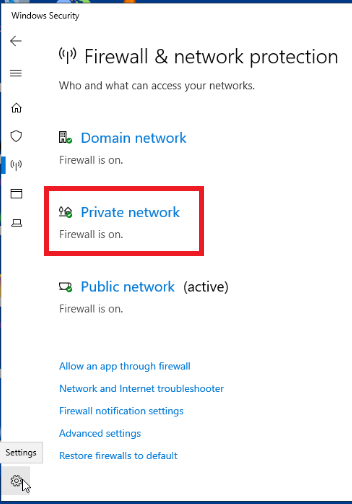 Windows Security
Firewall & network protection
Who and what can access your networks.
Domain network
Firewall is on.
Private network
Firewall is on.
Public network (active)
Firewall is on.
Allow an app through firewall
Network and Internet troubleshooter
Firewall notification settings
Advanced settings
Restore firewalls to default
Settings